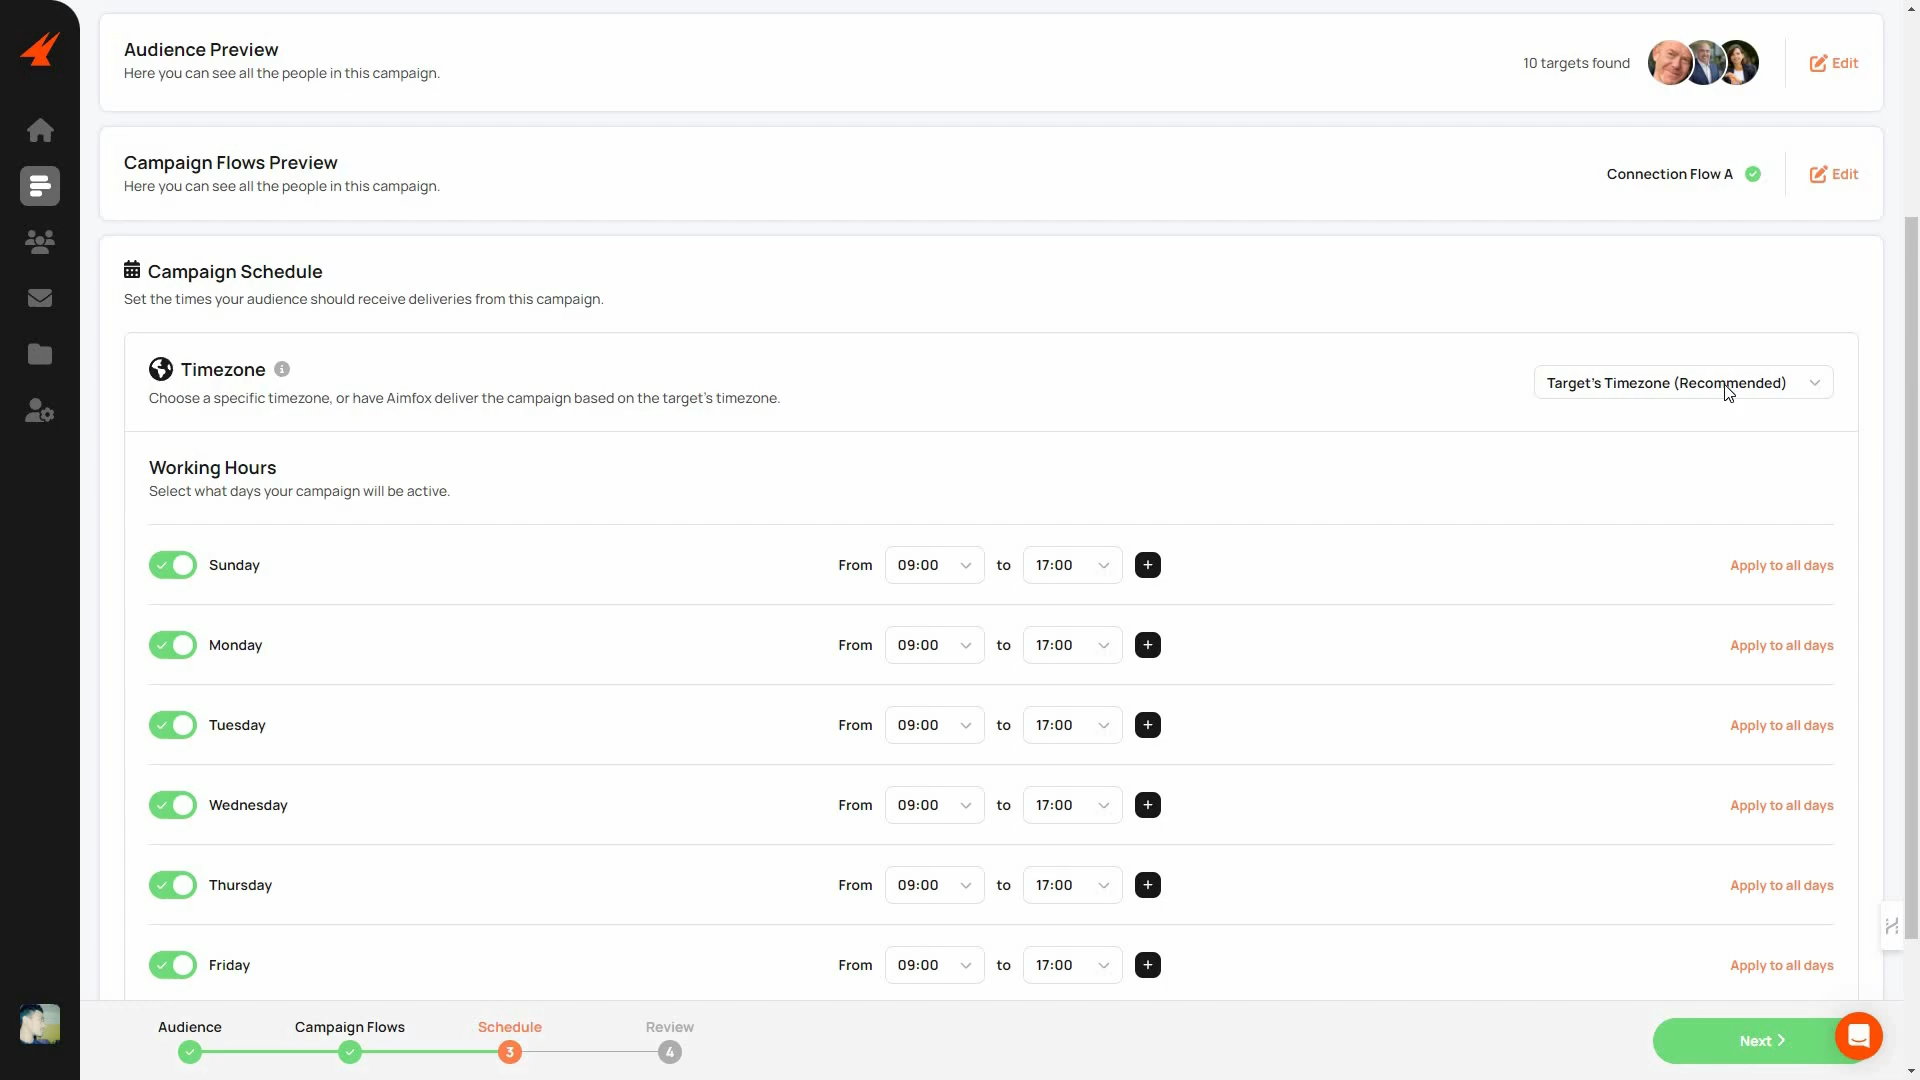 Audience Preview
Here you can see all the people in this campaign.
10 targets found
Edit
Campaign Flows Preview
Here you can see all the people in this campaign.
Connection Flow A
Edit
Campaign Schedule
Set the times your audience should receive deliveries from this campaign.
Timezone
Choose a specific timezone, or have Aimfox deliver the campaign based on the target's timezone.
Target's Timezone (Recommended)
Working Hours
Select what days your campaign will be active.
Sunday From 09:00 to 17:00 + Apply to all days
Monday From 09:00 to 17:00 + Apply to all days
Tuesday From 09:00 to 17:00 + Apply to all days
Wednesday From 09:00 to 17:00 + Apply to all days
Thursday From 09:00 to 17:00 + Apply to all days
Friday From 09:00 to 17:00 + Apply to all days
Audience Campaign Flows Schedule Review
3 4
Next